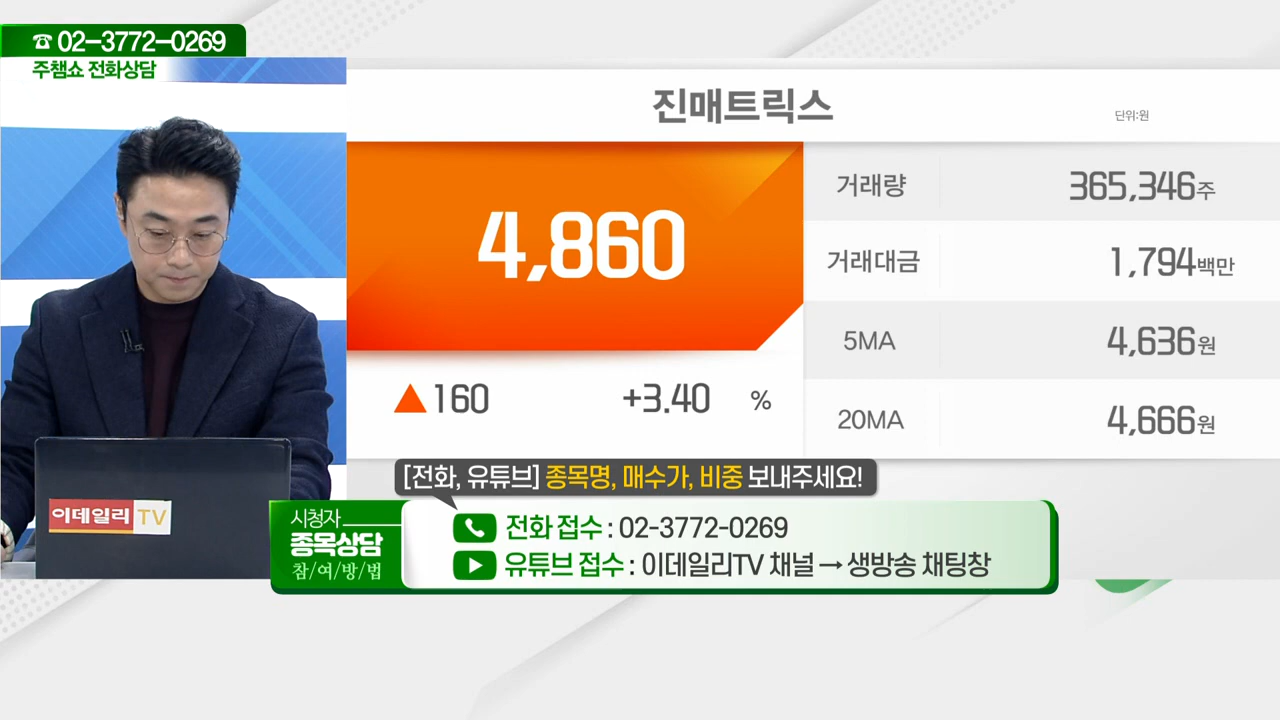 ☎ 02-3772-0269
주챔쇼 전화상담
진매트릭스
단위:원
4,860
▲160 +3.40 %
거래량 365,346주
거래대금 1,794백만
5MA 4,636원
20MA 4,666원
[전화, 유튜브] 종목명, 매수가, 비중 보내주세요!
시청자
종목상담
참/여/방/법
전화 접수 : 02-3772-0269
유튜브 접수 : 이데일리TV 채널 → 생방송 채팅창
이데일리 TV